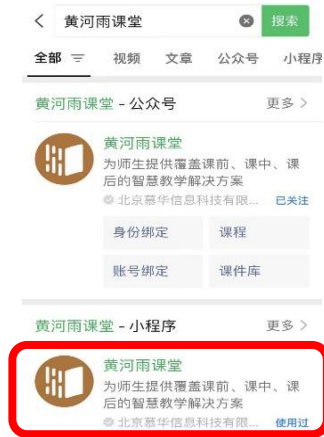 黄河雨课堂 搜索
全部 视频 文章 公众号 小程序
黄河雨课堂 - 公众号 更多 >
黄河雨课堂
为师生提供覆盖课前、课中、课
后的智慧教学解决方案
北京慕华信息科技有限... 已关注
身份绑定 课程
账号绑定 课件库
黄河雨课堂 - 小程序 更多 >
黄河雨课堂
为师生提供覆盖课前、课中、课
后的智慧教学解决方案
北京慕华信息科技有限... 使用过